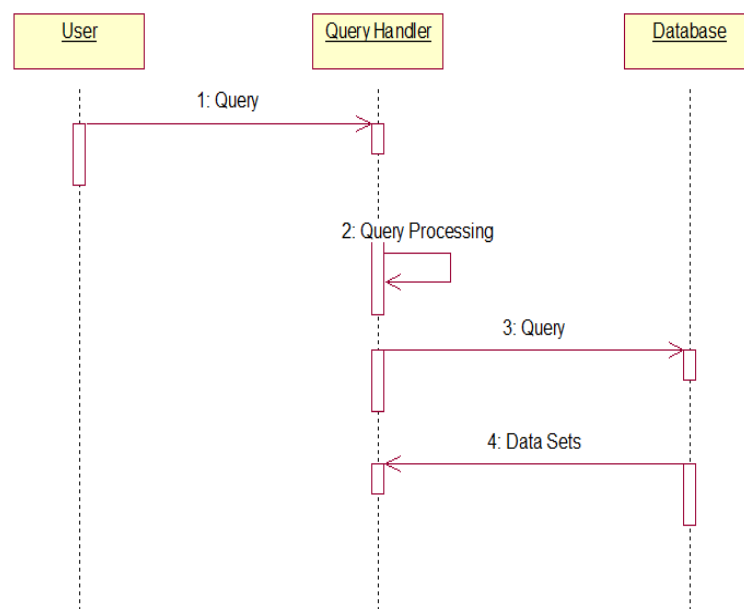 User
Query Handler
Database
1: Query
2: Query Processing
3: Query
4: Data Sets